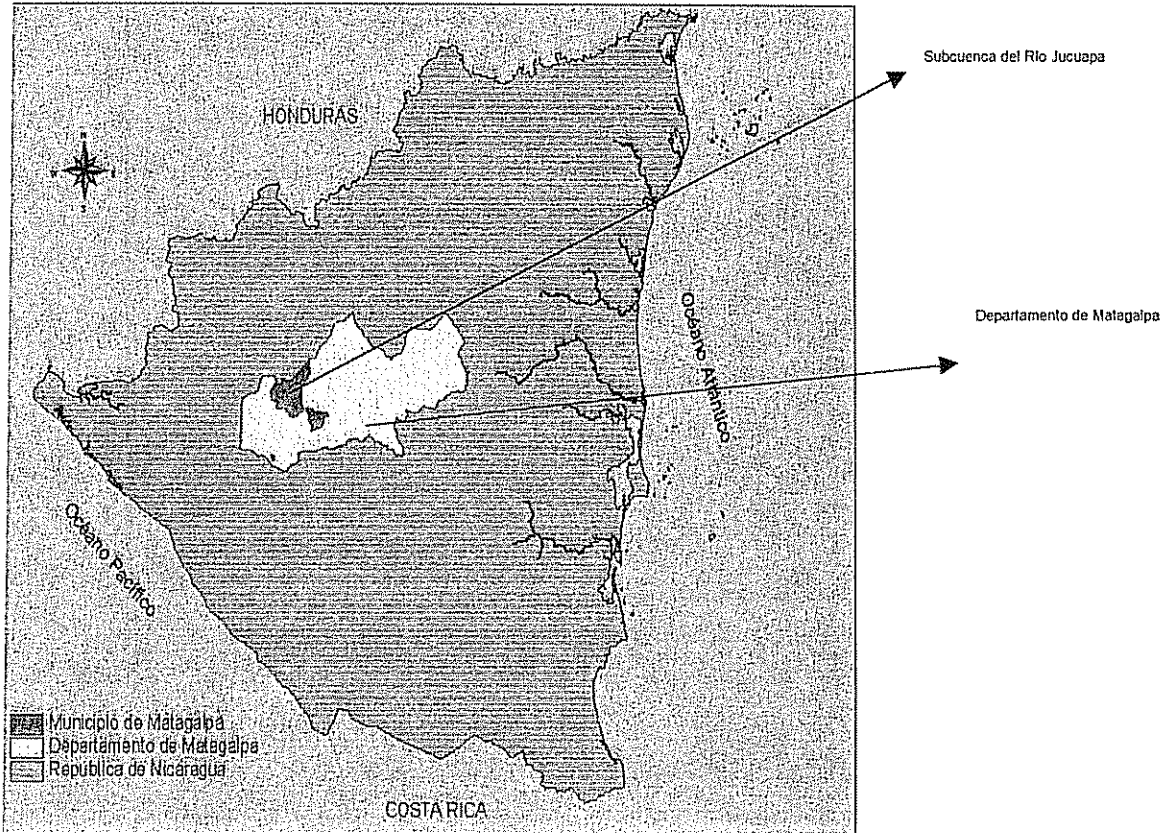 Subcuenca del Río Jucuapa
HONDURAS
Departamento de Matagalpa
Océano Atlántico
Océano Pacífico
Municipio de Matagalpa
Departamento de Matagalpa
República de Nicaragua
COSTA RICA